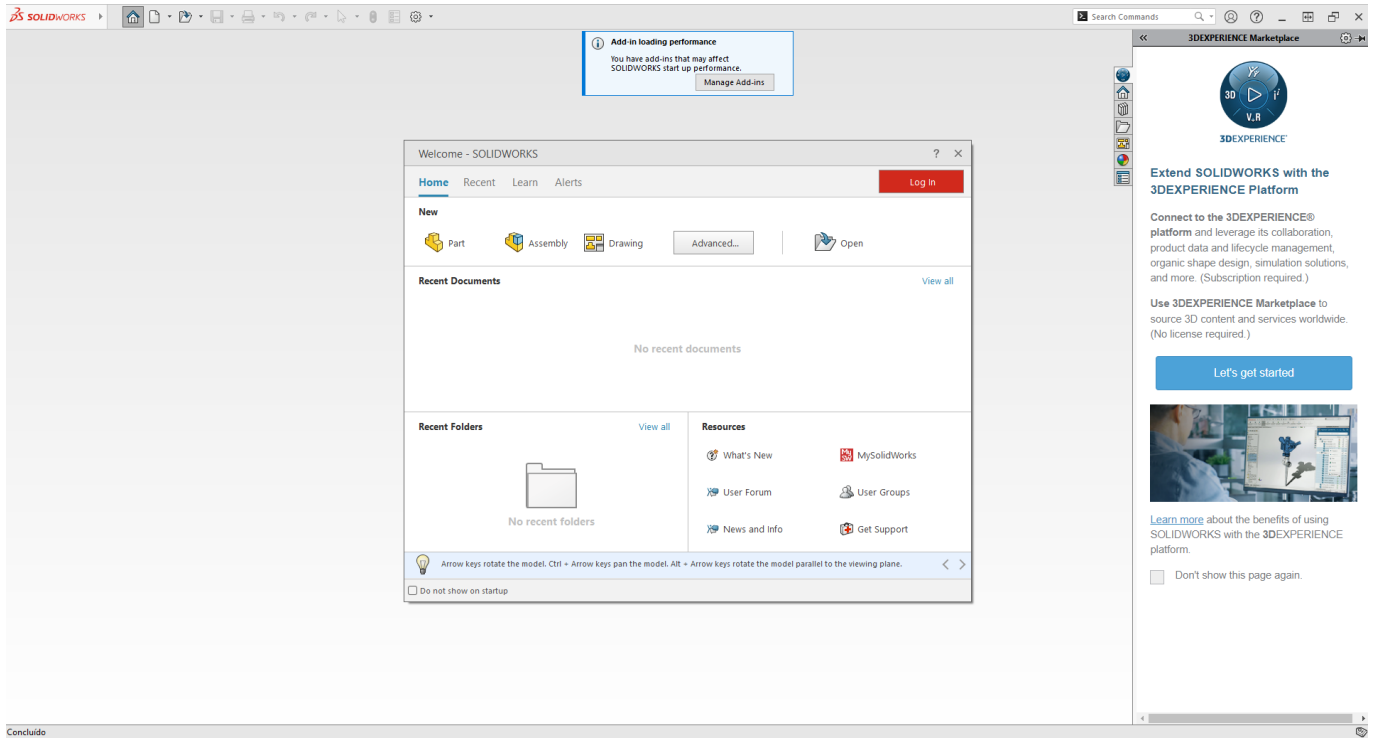 SOLIDWORKS
Search Commands
Add-in loading performance
You have add-ins that may affect
SOLIDWORKS start up performance.
Manage Add-ins
3DEXPERIENCE Marketplace
3D
V.R
3DEXPERIENCE
Extend SOLIDWORKS with the
3DEXPERIENCE Platform
Connect to the 3DEXPERIENCE®
platform and leverage its collaboration,
product data and lifecycle management,
organic shape design, simulation solutions,
and more. (Subscription required.)
Use 3DEXPERIENCE Marketplace to
source 3D content and services worldwide.
(No license required.)
Let's get started
Learn more about the benefits of using
SOLIDWORKS with the 3DEXPERIENCE
platform.
Don't show this page again.
Welcome - SOLIDWORKS
Home Recent Learn Alerts
Log In
New
Part Assembly Drawing Advanced... Open
Recent Documents View all
No recent documents
Recent Folders View all
No recent folders
Resources
What's New MySolidWorks
User Forum User Groups
News and Info Get Support
Arrow keys rotate the model. Ctrl + Arrow keys pan the model. Alt + Arrow keys rotate the model parallel to the viewing plane.
Do not show on startup
Concluído